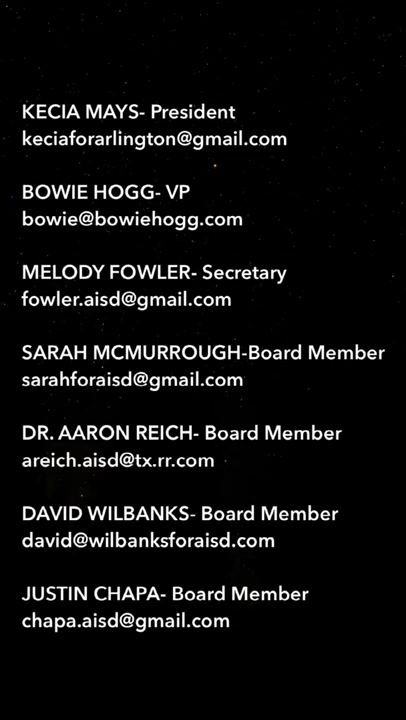 KECIA MAYS- President
keciaforarlington@gmail.com
BOWIE HOGG- VP
bowie@bowiehogg.com
MELODY FOWLER- Secretary
fowler.aisd@gmail.com
SARAH MCMURROUGH-Board Member
sarahforaisd@gmail.com
DR. AARON REICH- Board Member
areich.aisd@tx.rr.com
DAVID WILBANKS- Board Member
david@wilbanksforaisd.com
JUSTIN CHAPA- Board Member
chapa.aisd@gmail.com